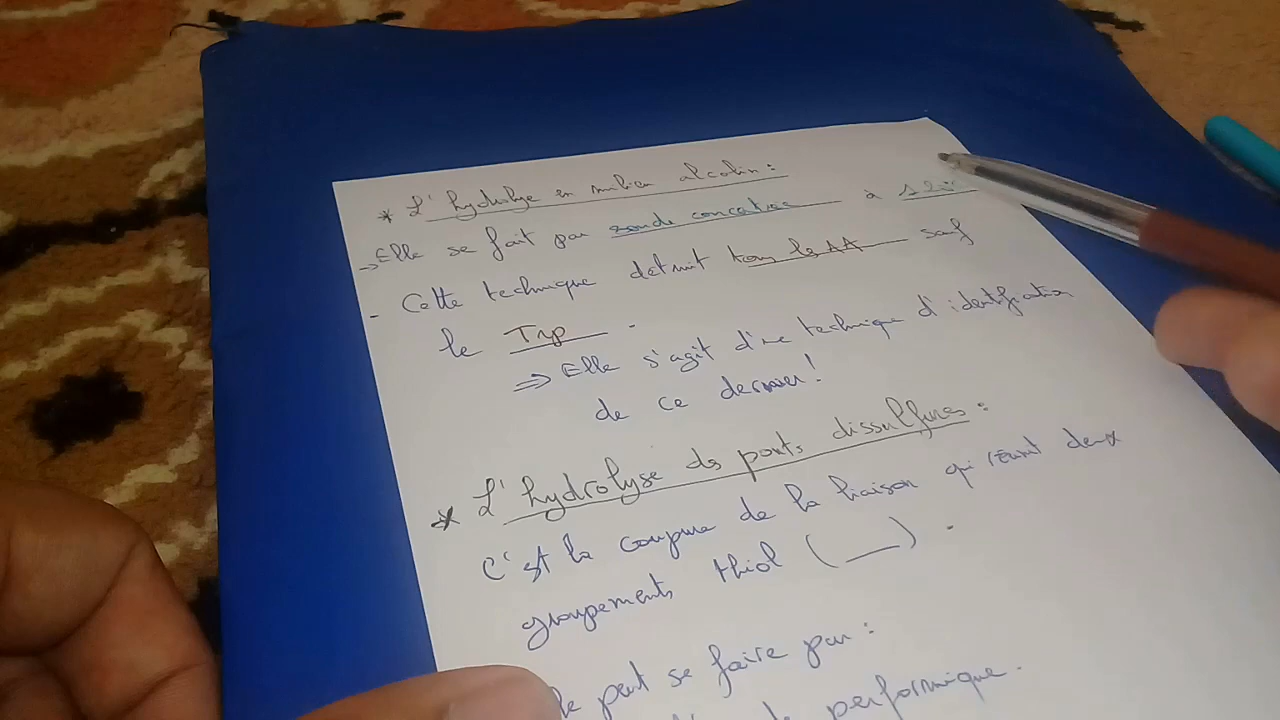 * L'hydrolyse en milieu alcalin :
→ Elle se fait par soude concentrée à
- Cette technique détruit tous les AA sauf
le Trp .
⇒ Elle s'agit d'une technique d'identification
de ce dernier !
* L'hydrolyse des ponts dissulfures :
C'est la coupure de la liaison qui réunit deux
groupements thiol ( __ ) .
peut se faire par :
performique .